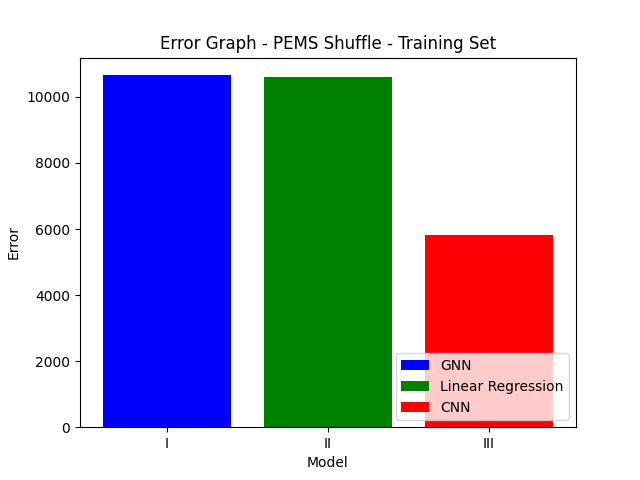 Error Graph - PEMS Shuffle - Training Set
Error
10000
8000
6000
4000
2000
0
GNN
Linear Regression
CNN
I
II
III
Model